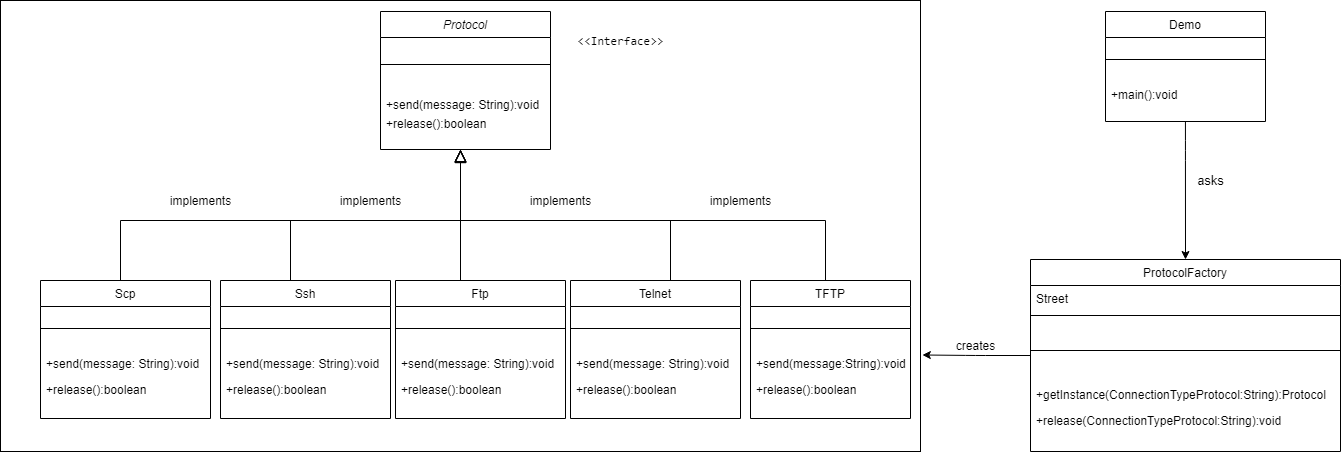 Protocol
<<Interface>>
+send(message: String):void
+release():boolean
Demo
+main():void
asks
implements
implements
implements
implements
Scp
+send(message: String):void
+release():boolean
Ssh
+send(message: String):void
+release():boolean
Ftp
+send(message: String):void
+release():boolean
Telnet
+send(message: String):void
+release():boolean
TFTP
+send(message:String):void
+release():boolean
creates
ProtocolFactory
Street
+getInstance(ConnectionTypeProtocol:String):Protocol
+release(ConnectionTypeProtocol:String):void